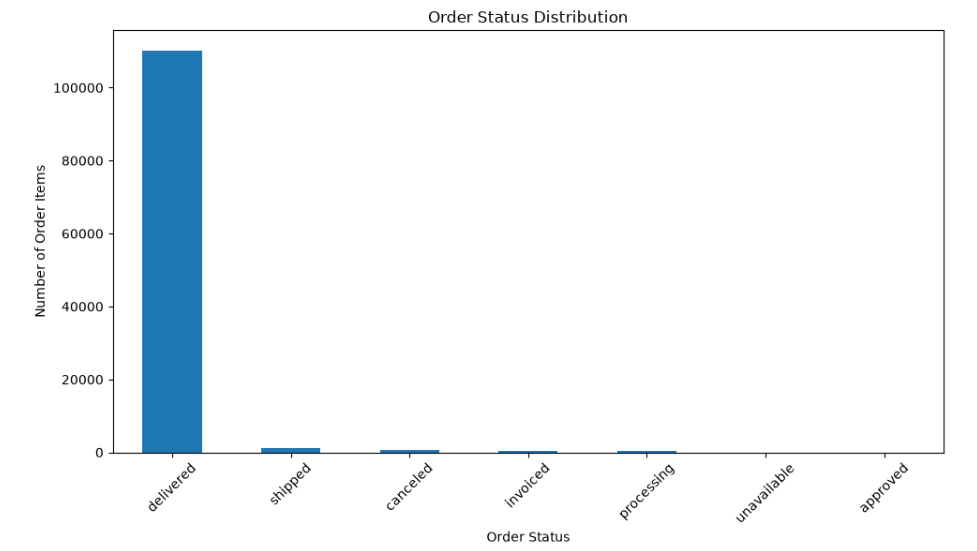 Order Status Distribution
Number of Order Items
100000
80000
60000
40000
20000
0
delivered
shipped
canceled
invoiced
processing
unavailable
approved
Order Status